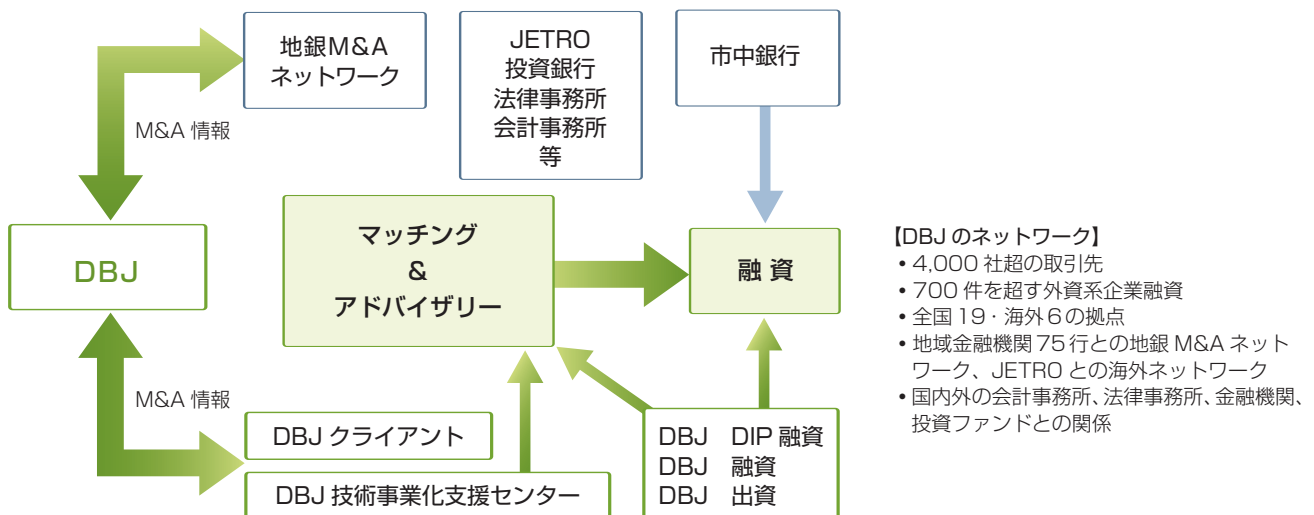 地銀M&A
ネットワーク
JETRO
投資銀行
法律事務所
会計事務所
等
市中銀行
M&A 情報
DBJ
マッチング
&
アドバイザリー
融 資
M&A 情報
DBJ クライアント
DBJ 技術事業化支援センター
DBJ DIP 融資
DBJ 融資
DBJ 出資
【DBJ のネットワーク】
• 4,000 社超の取引先
• 700 件を超す外資系企業融資
• 全国 19・海外 6 の拠点
• 地域金融機関 75 行との地銀 M&A ネット
ワーク、JETRO との海外ネットワーク
• 国内外の会計事務所、法律事務所、金融機関、
投資ファンドとの関係